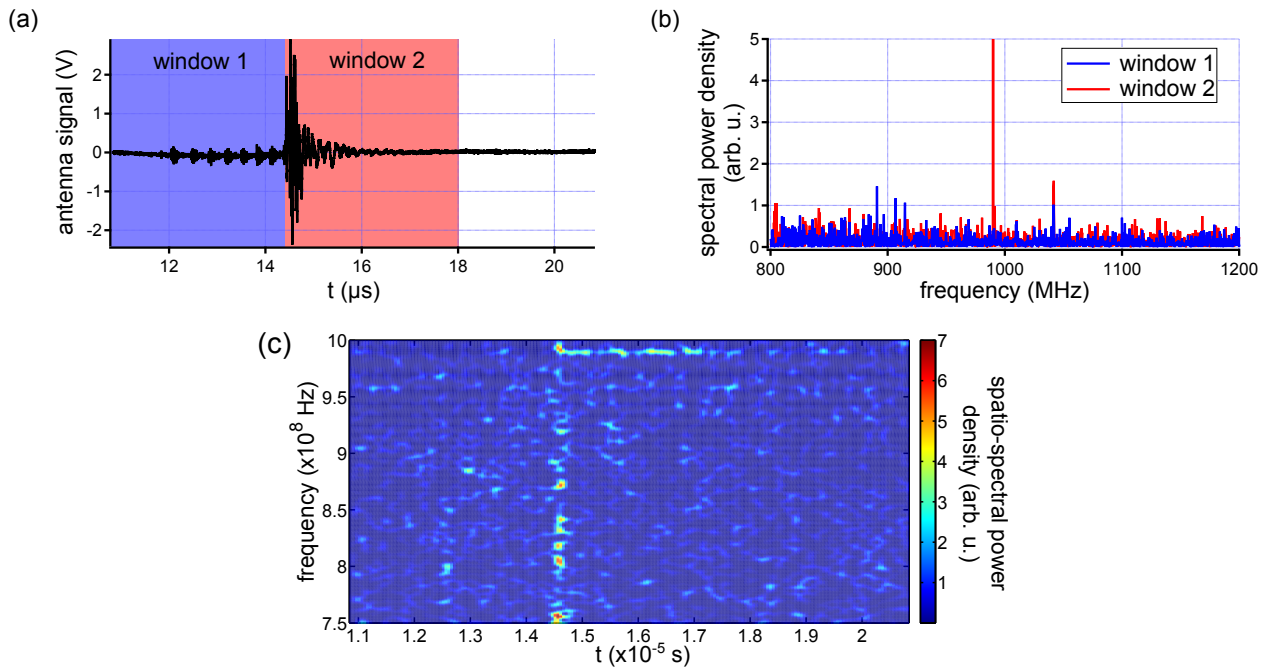 (a)
window 1
window 2
antenna signal (V)
2
1
0
-1
-2
12
14
16
18
20
t (µs)
(b)
spectral power density
(arb. u.)
5
4
3
2
1
0
window 1
window 2
800
900
1000
1100
1200
frequency (MHz)
(c)
frequency (x10⁸ Hz)
10
9.5
9
8.5
8
7.5
1.1
1.2
1.3
1.4
1.5
1.6
1.7
1.8
1.9
2
t (x10⁻⁵ s)
7
6
5
4
3
2
1
spatio-spectral power
density (arb. u.)